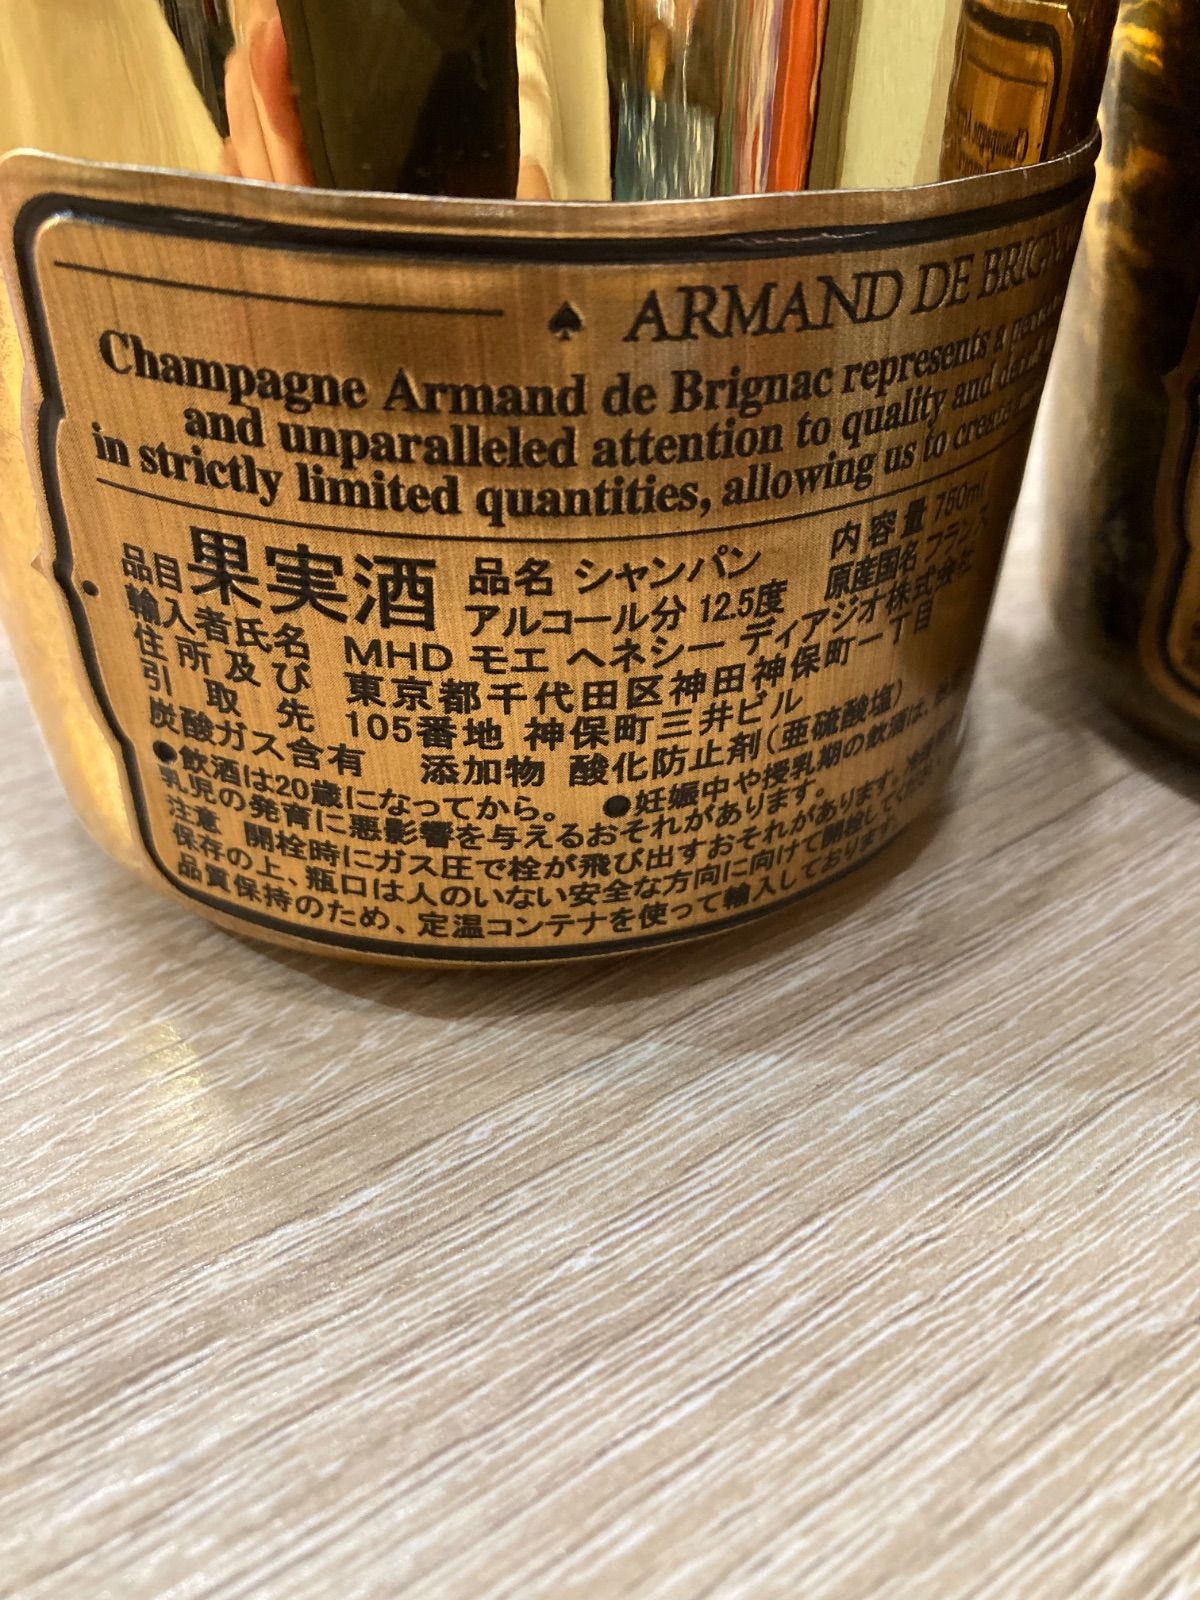 ARMAND DE
Champagne Armand de Brignac represents a
and unparalleled attention to quality and
in strictly limited quantities, allowing us to create
品目 果実酒 品名 シャンパン 内容量 750ml
アルコール分 12.5度 原産国名 フランス
輸入者氏名 MHD モエ ヘネシー ディアジオ株式会社
住所及び 東京都千代田区神田神保町一丁目
引取先 105番地 神保町三井ビル
炭酸ガス含有 添加物 酸化防止剤(亜硫酸塩)
●飲酒は20歳になってから。 ●妊娠中や授乳期の飲酒は、
乳児の発育に悪影響を与えるおそれがあります。
注意 開栓時にガス圧で栓が飛び出すおそれがあります。
保存の上、瓶口は人のいない安全な方向に向けて開栓してください。
品質保持のため、定温コンテナを使って輸入しております。